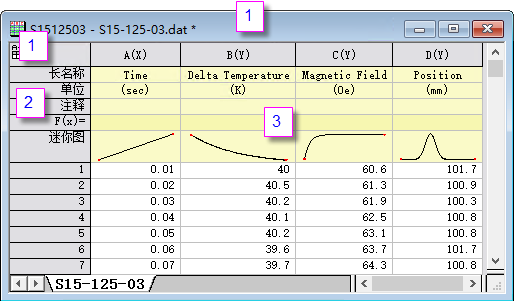 1
S1512503 - S15-125-03.dat *
1
A(X) B(Y) C(Y) D(Y)
长名称 Time Delta Temperature Magnetic Field Position
单位 (sec) (K) (Oe) (mm)
2
注释
F(x)=
3
迷你图
1 0.01 40 60.6 101.7
2 0.02 40.5 61.3 100.9
3 0.03 40.2 61.9 100.3
4 0.04 40.1 62.5 100.8
5 0.05 40.2 63.1 100.8
6 0.06 39.6 63.7 101.7
7 0.07 39.7 64.3 100.8
S15-125-03